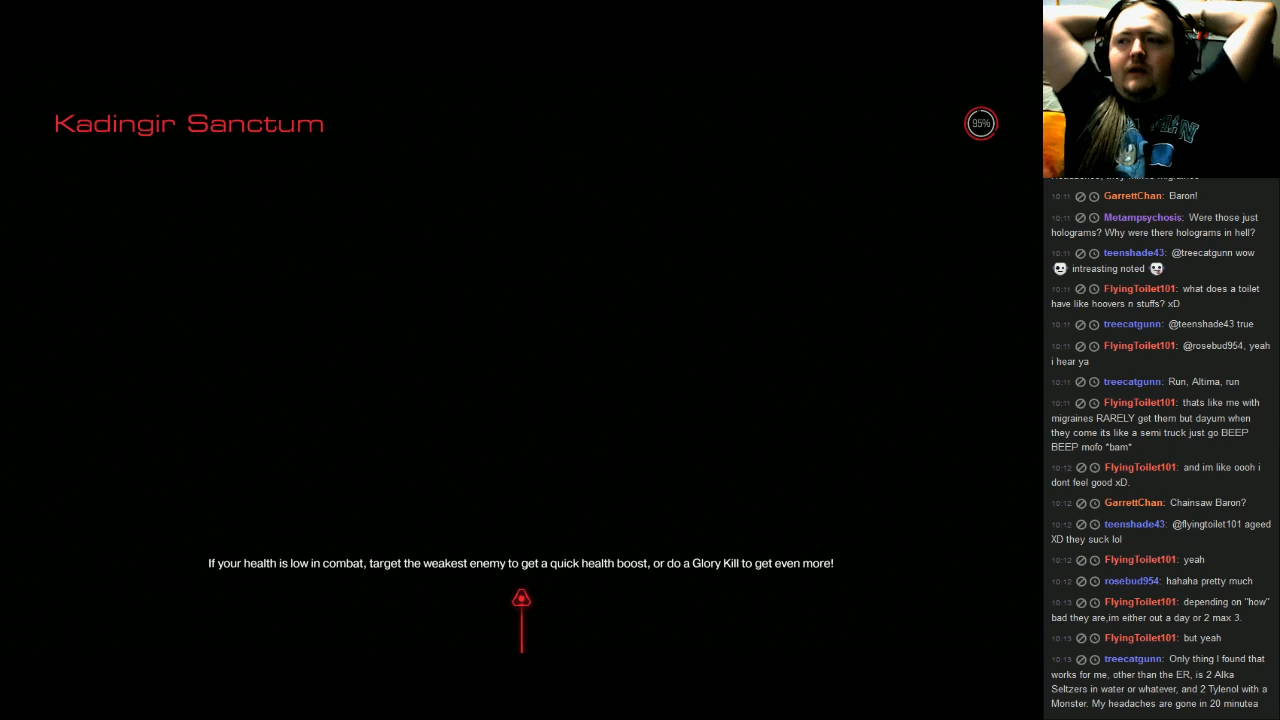 Kadingir Sanctum
95%
If your health is low in combat, target the weakest enemy to get a quick health boost, or do a Glory Kill to get even more!
10:11 GarrettChan: Baron!
10:11 Metampsychosis: Were those just
holograms? Why were there holograms in hell?
10:11 teenshade43: @treecatgunn wow
intreasting noted
10:11 FlyingToilet101: what does a toilet
have like hoovers n stuffs? xD
10:11 treecatgunn: @teenshade43 true
10:11 FlyingToilet101: @rosebud954, yeah
i hear ya
10:11 treecatgunn: Run, Altima, run
10:11 FlyingToilet101: thats like me with
migraines RARELY get them but dayum when
they come its like a semi truck just go BEEP
BEEP mofo *bam*
10:12 FlyingToilet101: and im like oooh i
dont feel good xD.
10:12 GarrettChan: Chainsaw Baron?
10:12 teenshade43: @flyingtoilet101 ageed
XD they suck lol
10:12 FlyingToilet101: yeah
10:12 rosebud954: hahaha pretty much
10:13 FlyingToilet101: depending on "how"
bad they are,im either out a day or 2 max 3.
10:13 FlyingToilet101: but yeah
10:13 treecatgunn: Only thing I found that
works for me, other than the ER, is 2 Alka
Seltzers in water or whatever, and 2 Tylenol with a
Monster. My headaches are gone in 20 minutea